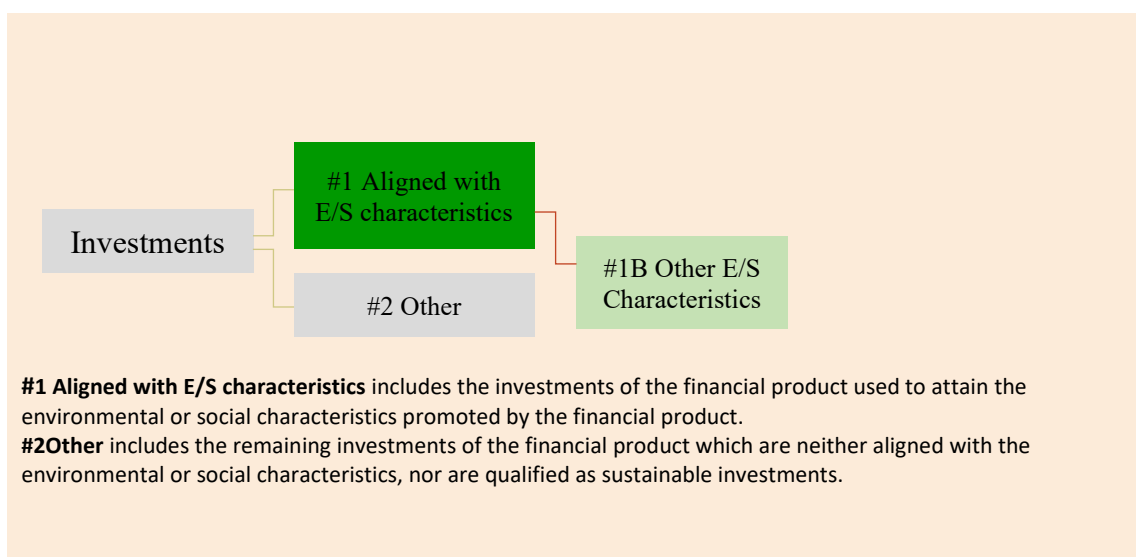 #1 Aligned with
E/S characteristics
Investments
#1B Other E/S
Characteristics
#2 Other
#1 Aligned with E/S characteristics includes the investments of the financial product used to attain the
environmental or social characteristics promoted by the financial product.
#2Other includes the remaining investments of the financial product which are neither aligned with the
environmental or social characteristics, nor are qualified as sustainable investments.